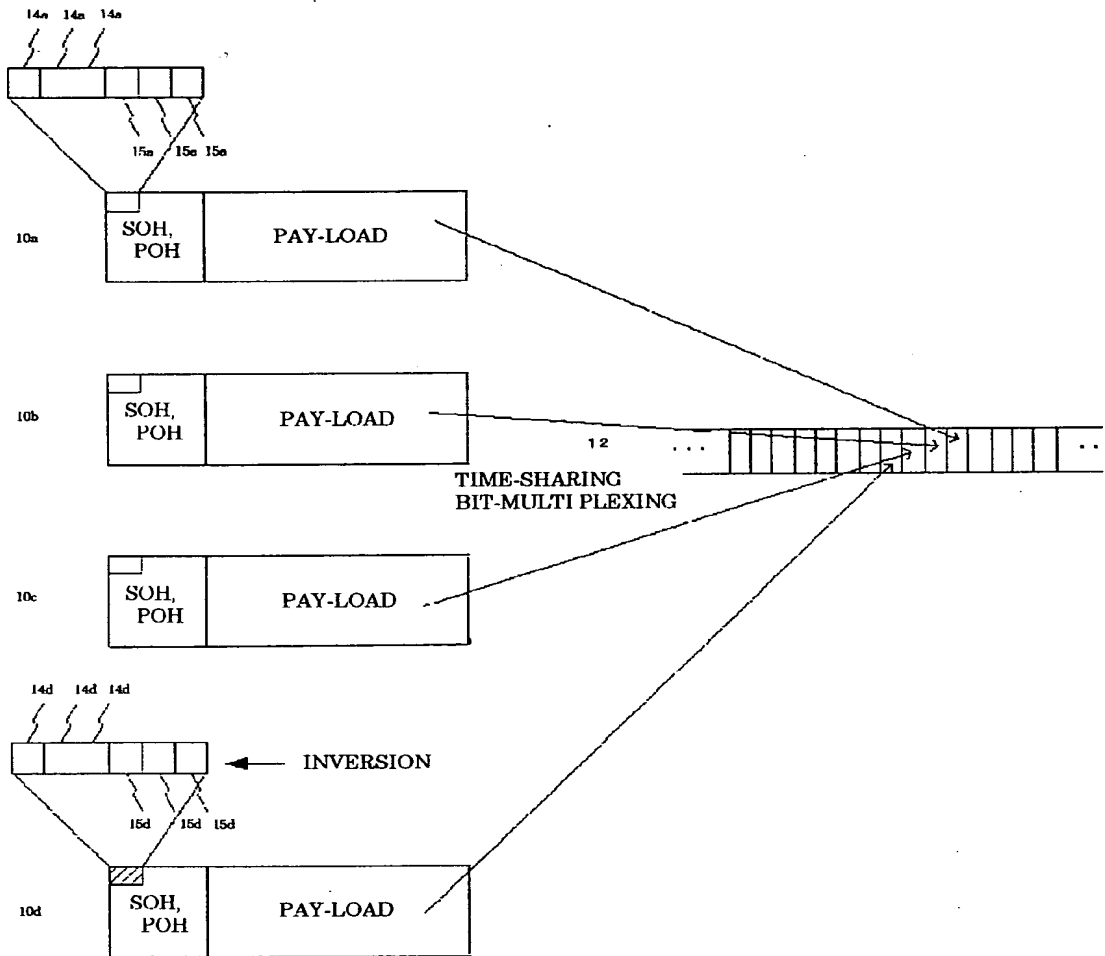 14a 14a 14a
15a 15a 15a
10a
SOH,
POH
PAY-LOAD
10b
SOH,
POH
PAY-LOAD
12
...
..
TIME-SHARING
BIT-MULTI PLEXING
10c
SOH,
POH
PAY-LOAD
14d 14d 14d
INVERSION
15d 15d 15d
10d
SOH,
POH
PAY-LOAD